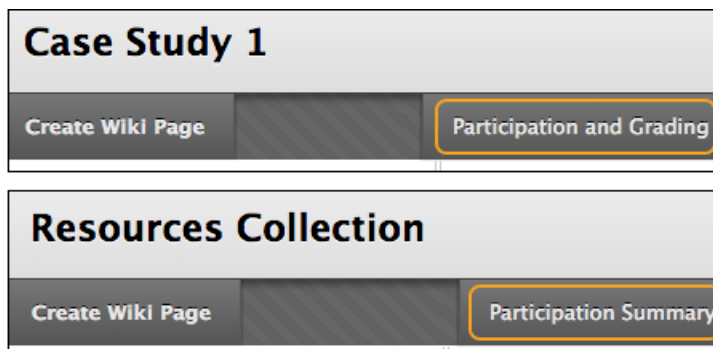 Case Study 1
Create Wiki Page Participation and Grading
Resources Collection
Create Wiki Page Participation Summary